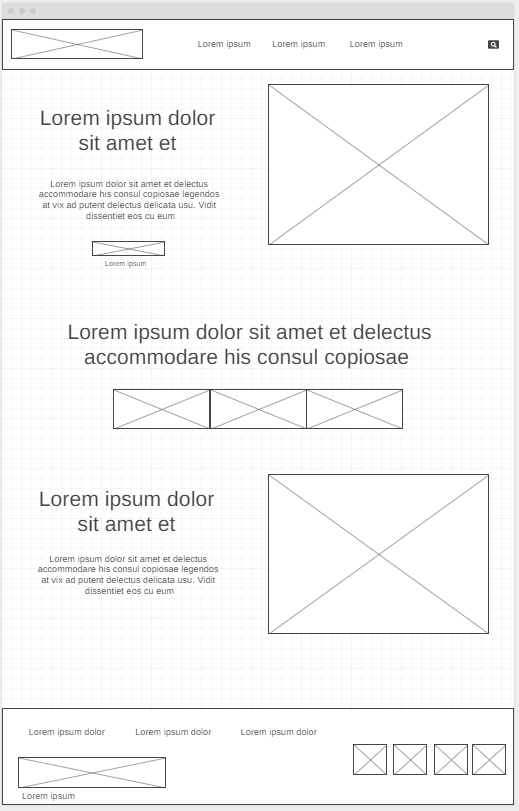 Lorem ipsum Lorem ipsum Lorem ipsum
Lorem ipsum dolor
sit amet et
Lorem ipsum dolor sit amet et delectus
accommodare his consul copiosae legendos
at vix ad putent delectus delicata usu. Vidit
dissentiet eos cu eum
Lorem ipsum
Lorem ipsum dolor sit amet et delectus
accommodare his consul copiosae
Lorem ipsum dolor
sit amet et
Lorem ipsum dolor sit amet et delectus
accommodare his consul copiosae legendos
at vix ad putent delectus delicata usu. Vidit
dissentiet eos cu eum
Lorem ipsum dolor Lorem ipsum dolor Lorem ipsum dolor
Lorem ipsum